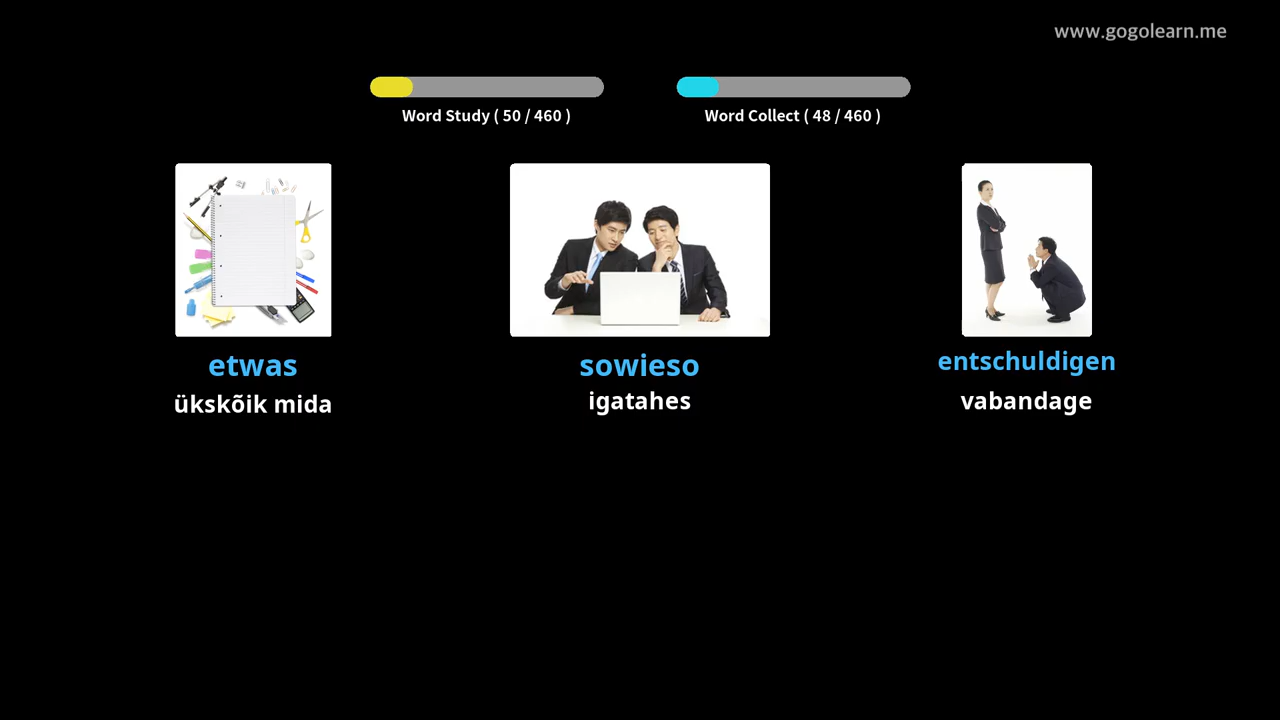 www.gogolearn.me
Word Study ( 50 / 460 )
Word Collect ( 48 / 460 )
etwas
ükskõik mida
sowieso
igatahes
entschuldigen
vabandage